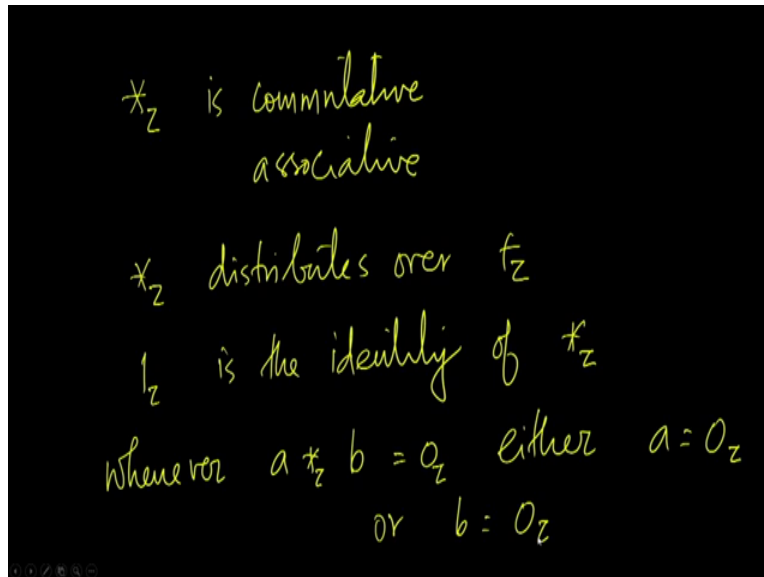 *z is commutative
associative
*z distributes over +z
1z is the identity of *z
whenever a *z b = 0z either a = 0z
or b = 0z